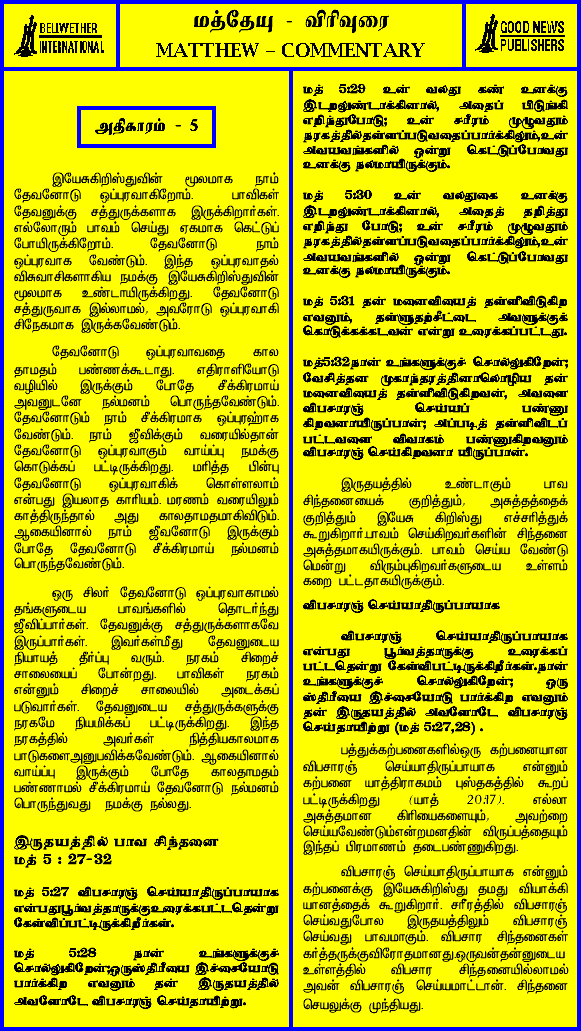 BELLWETHER
INTERNATIONAL
மத்தேயு - விரிவுரை
MATTHEW – COMMENTARY
GOOD NEWS
PUBLISHERS
அதிகாரம் - 5
இயேசுகிறிஸ்துவின் மூலமாக நாம்
தேவனோடு ஒப்புரவாகிறோம். பாவிகள்
தேவனுக்கு சத்துருக்களாக இருக்கிறார்கள்.
எல்லோரும் பாவம் செய்து ஏகமாக கெட்டுப்
போயிருக்கிறோம். தேவனோடு நாம்
ஒப்புரவாக வேண்டும். இந்த ஒப்புரவாதல்
விசுவாசிகளாகிய நமக்கு இயேசுகிறிஸ்துவின்
மூலமாக உண்டாயிருக்கிறது. தேவனோடு
சத்துருவாக இல்லாமல், அவரோடு ஒப்புரவாகி
சிநேகமாக இருக்கவேண்டும்.
தேவனோடு ஒப்புரவாவதை கால
தாமதம் பண்ணக்கூடாது. எதிராளியோடு
வழியில் இருக்கும் போதே சீக்கிரமாய்
அவனுடனே நல்மனம் பொருந்தவேண்டும்.
தேவனோடும் நாம் சீக்கிரமாக ஒப்புரவாக
வேண்டும். நாம் ஜீவிக்கும் வரையில்தான்
தேவனோடு ஒப்புரவாகும் வாய்ப்பு நமக்கு
கொடுக்கப் பட்டிருக்கிறது. மரித்த பின்பு
தேவனோடு ஒப்புரவாகிக் கொள்ளலாம்
என்பது இயலாத காரியம். மரணம் வரையிலும்
காத்திருந்தால் அது காலதாமதமாகிவிடும்.
ஆகையினால் நாம் ஜீவனோடு இருக்கும்
போதே தேவனோடு சீக்கிரமாய் நல்மனம்
பொருந்தவேண்டும்.
ஒரு சிலர் தேவனோடு ஒப்புரவாகாமல்
தங்களுடைய பாவங்களில் தொடர்ந்து
ஜீவிப்பார்கள். தேவனுக்கு சத்துருக்களாகவே
இருப்பார்கள். இவர்கள்மீது தேவனுடைய
நியாயத் தீர்ப்பு வரும். நரகம் சிறைச்
சாலையைப் போன்றது. பாவிகள் நரகம்
என்னும் சிறைச் சாலையில் அடைக்கப்
படுவார்கள். தேவனுடைய சத்துருக்களுக்கு
நரகமே நியமிக்கப் பட்டிருக்கிறது. இந்த
நரகத்தில் அவர்கள் நித்தியகாலமாக
பாடுகளைஅனுபவிக்கவேண்டும். ஆகையினால்
வாய்ப்பு இருக்கும் போதே காலதாமதம்
பண்ணாமல் சீக்கிரமாய் தேவனோடு நல்மனம்
பொருந்துவது நமக்கு நல்லது.
இருதயத்தில் பாவ சிந்தனை
மத் 5 : 27-32
மத் 5:27 விபசாரஞ் செய்யாதிருப்பாயாக
என்பதுபூர்வத்தாருக்குஉரைக்கபட்டதென்று
கேள்விப்பட்டிருக்கிறீர்கள்.
மத் 5:28 நான் உங்களுக்குச்
சொல்லுகிறேன்;ஒருஸ்திரீயை இச்சையோடு
பார்க்கிற எவனும் தன் இருதயத்தில்
அவளோடே விபசாரஞ் செய்தாயிற்று.
மத் 5:29 உன் வலது கண் உனக்கு
இடறலுண்டாக்கினால், அதைப் பிடுங்கி
எறிந்துபோடு; உன் சரீரம் முழுவதும்
நரகத்தில்தள்ளப்படுவதைப்பார்க்கிலும்,உன்
அவயவங்களில் ஒன்று கெட்டுப்போவது
உனக்கு நலமாயிருக்கும்.
மத் 5:30 உன் வலதுகை உனக்கு
இடறலுண்டாக்கினால், அதைத் தறித்து
எறிந்து போடு; உன் சரீரம் முழுவதும்
நரகத்தில்தள்ளப்படுவதைப்பார்க்கிலும்,உன்
அவயவங்களில் ஒன்று கெட்டுப்போவது
உனக்கு நலமாயிருக்கும்.
மத் 5:31 தன் மனைவியைத் தள்ளிவிடுகிற
எவனும், தள்ளுதற்சீட்டை அவளுக்குக்
கொடுக்கக்கடவன் என்று உரைக்கப்பட்டது.
மத்5:32நான் உங்களுக்குச் சொல்லுகிறேன்;
வேசித்தன முகாந்தரத்தினாலொழிய தன்
மனைவியைத் தள்ளிவிடுகிறவன், அவளை
விபசாரஞ் செய்யப் பண்ணு
கிறவனாயிருப்பான்; அப்படித் தள்ளிவிடப்
பட்டவளை விவாகம் பண்ணுகிறவனும்
விபசாரஞ் செய்கிறவனா யிருப்பான்.
இருதயத்தில் உண்டாகும் பாவ
சிந்தனையைக் குறித்தும், அசுத்தத்தைக்
குறித்தும் இயேசு கிறிஸ்து எச்சரித்துக்
கூறுகிறார்.பாவம் செய்கிறவர்களின் சிந்தனை
அசுத்தமாகயிருக்கும். பாவம் செய்ய வேண்டு
மென்று விரும்புகிறவர்களுடைய உள்ளம்
கறை பட்டதாகயிருக்கும்.
விபசாரஞ் செய்யாதிருப்பாயாக
விபசாரஞ் செய்யாதிருப்பாயாக
என்பது பூர்வத்தாருக்கு உரைக்கப்
பட்டதென்று கேள்விபட்டிருக்கிறீர்கள்.நான்
உங்களுக்குச் சொல்லுகிறேன்; ஒரு
ஸ்திரீயை இச்சையோடு பார்க்கிற எவனும்
தன் இருதயத்தில் அவளோடே விபசாரஞ்
செய்தாயிற்று (மத் 5:27,28) .
பத்துக்கற்பனைகளில்ஒரு கற்பனையான
விபசாரஞ் செய்யாதிருப்பாயாக என்னும்
கற்பனை யாத்திராகமம் புஸ்தகத்தில் கூறப்
பட்டிருக்கிறது (யாத் 20:17). எல்லா
அசுத்தமான கிரியைகளையும், அவற்றை
செய்யவேண்டும்என்றமனதின் விருப்பத்தையும்
இந்தப் பிரமாணம் தடைபண்ணுகிறது.
விபசாரஞ் செய்யாதிருப்பாயாக என்னும்
கற்பனைக்கு இயேசுகிறிஸ்து தமது வியாக்கி
யானத்தைக் கூறுகிறார். சரீரத்தில் விபசாரஞ்
செய்வதுபோல இருதயத்திலும் விபசாரஞ்
செய்வது பாவமாகும். விபசார சிந்தனைகள்
கர்த்தருக்குவிரோதமானது.ஒருவன்தன்னுடைய
உள்ளத்தில் விபசார சிந்தனையில்லாமல்
அவன் விபசாரஞ் செய்யமாட்டான். சிந்தனை
செயலுக்கு முந்தியது.